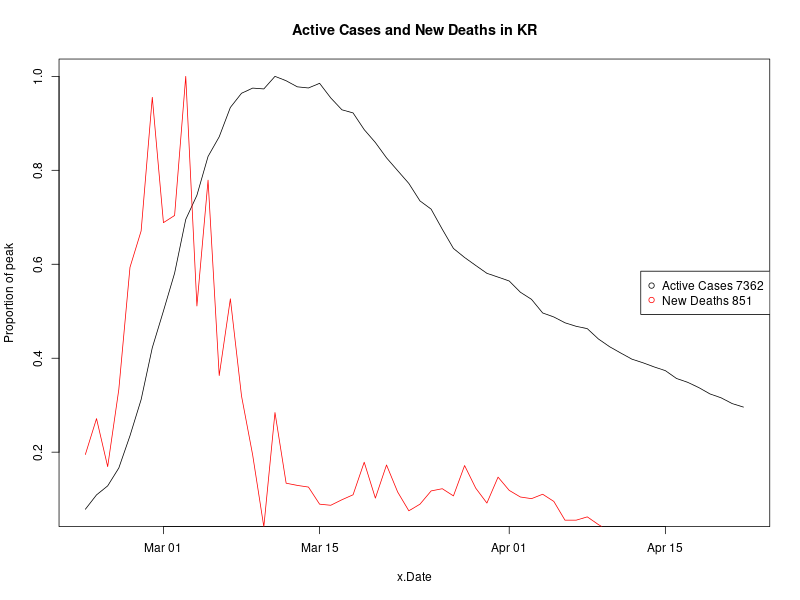 Active Cases and New Deaths in KR
Proportion of peak
1.0
0.8
0.6
0.4
0.2
Active Cases 7362
New Deaths 851
Mar 01
Mar 15
Apr 01
Apr 15
x.Date